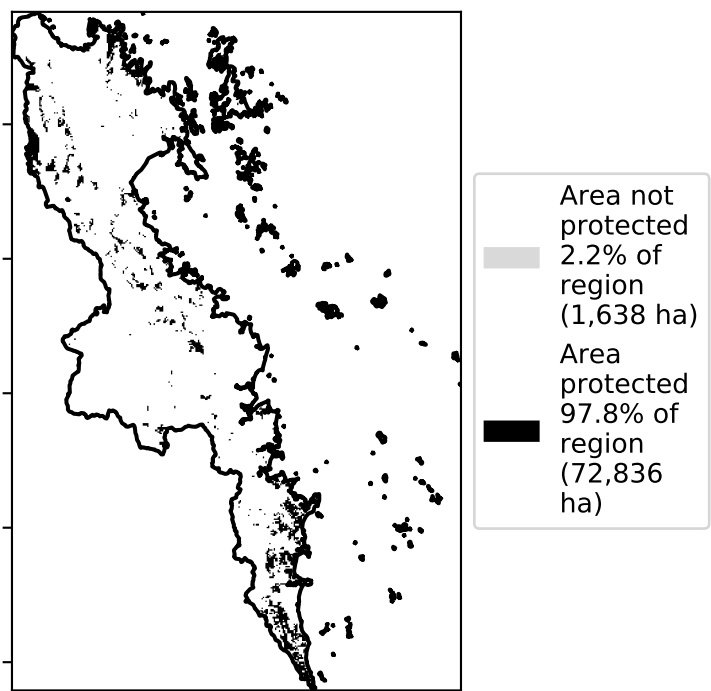 Area not
protected
2.2% of
region
(1,638 ha)
Area
protected
97.8% of
region
(72,836
ha)